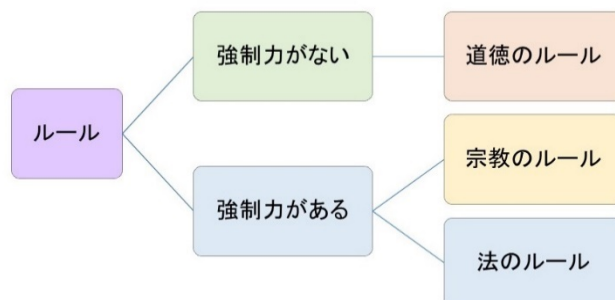 ルール
強制力がない
道徳のルール
強制力がある
宗教のルール
法のルール